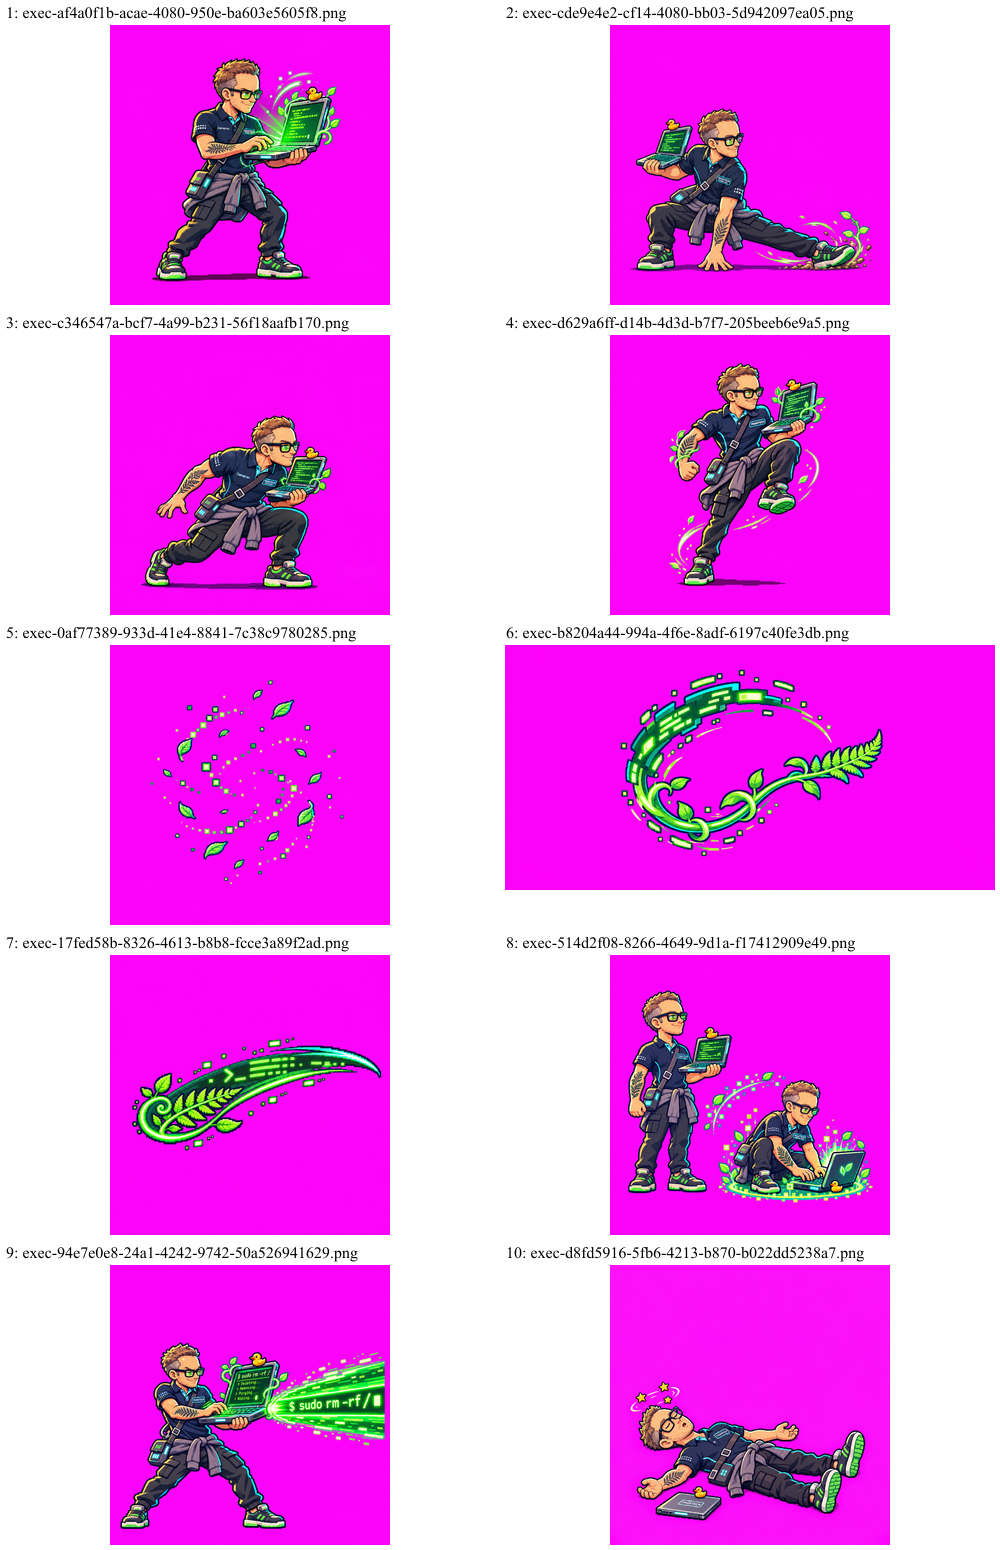 1: exec-af4a0f1b-acae-4080-950e-ba603e5605f8.png
2: exec-cde9e4e2-cf14-4080-bb03-5d942097ea05.png
3: exec-c346547a-bcf7-4a99-b231-56f18aafb170.png
4: exec-d629a6ff-d14b-4d3d-b7f7-205beeb6e9a5.png
5: exec-0af77389-933d-41e4-8841-7c38c9780285.png
6: exec-b8204a44-994a-4f6e-8adf-6197c40fe3db.png
7: exec-17fed58b-8326-4613-b8b8-fcce3a89f2ad.png
8: exec-514d2f08-8266-4649-9d1a-f17412909e49.png
9: exec-94e7e0e8-24a1-4242-9742-50a526941629.png
$ sudo rm -rf /
$ sudo rm -rf /
10: exec-d8fd5916-5fb6-4213-b870-b022dd5238a7.png